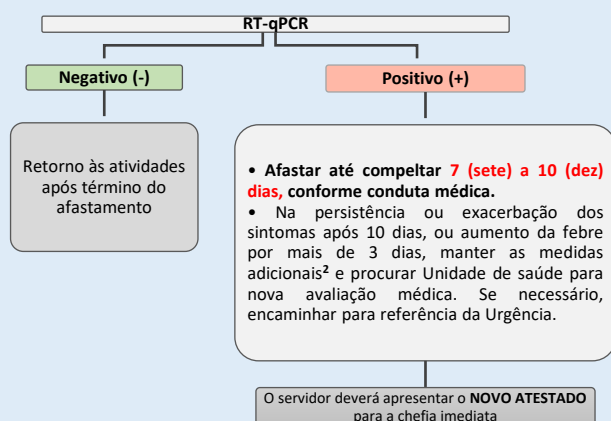 RT-qPCR
Negativo (-)
Positivo (+)
Retorno às atividades
após término do
afastamento
• Afastar até compeltar 7 (sete) a 10 (dez)
dias, conforme conduta médica.
• Na persistência ou exacerbação dos
sintomas após 10 dias, ou aumento da febre
por mais de 3 dias, manter as medidas
adicionais² e procurar Unidade de saúde para
nova avaliação médica. Se necessário,
encaminhar para referência da Urgência.
O servidor deverá apresentar o NOVO ATESTADO
para a chefia imediata